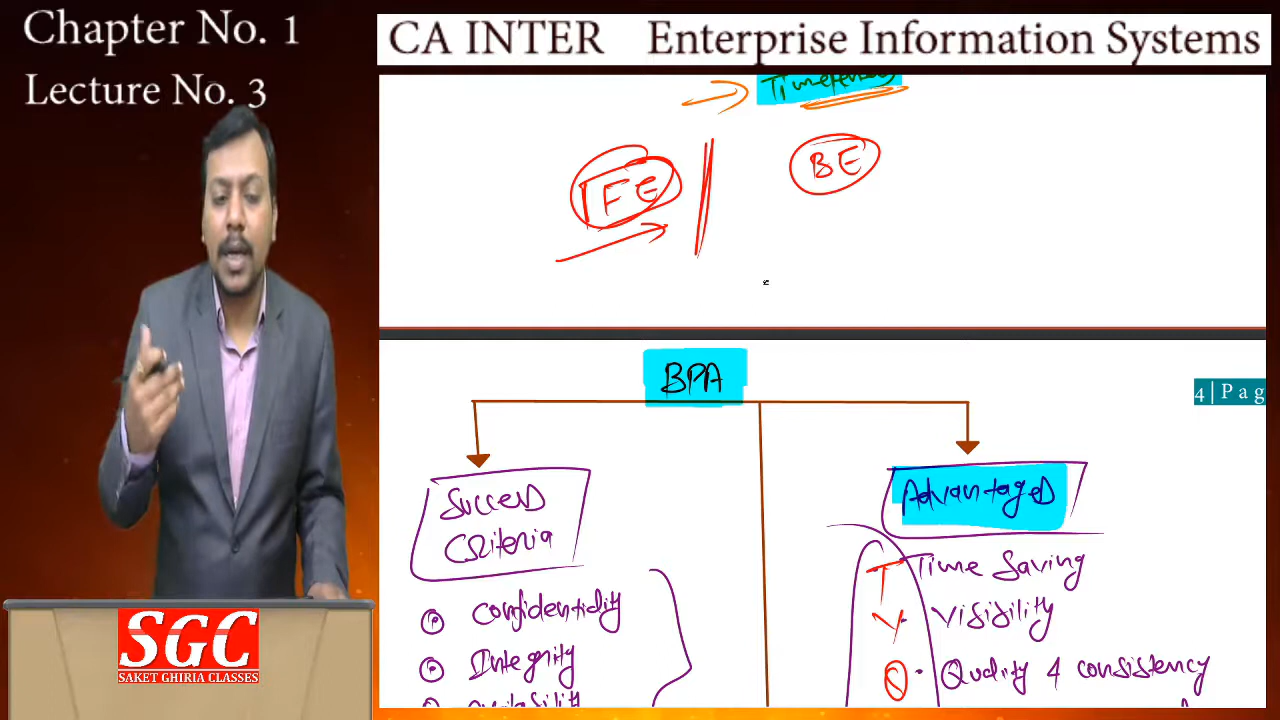 Chapter No. 1
Lecture No. 3
CA INTER Enterprise Information Systems
FE
BE
BPA
4 | P a g
Success
Criteria
Advantages
Confidentiality
Integrity
T Time Saving
V Visibility
Q Quality & consistency
SGC
SAKET GHIRIA CLASSES